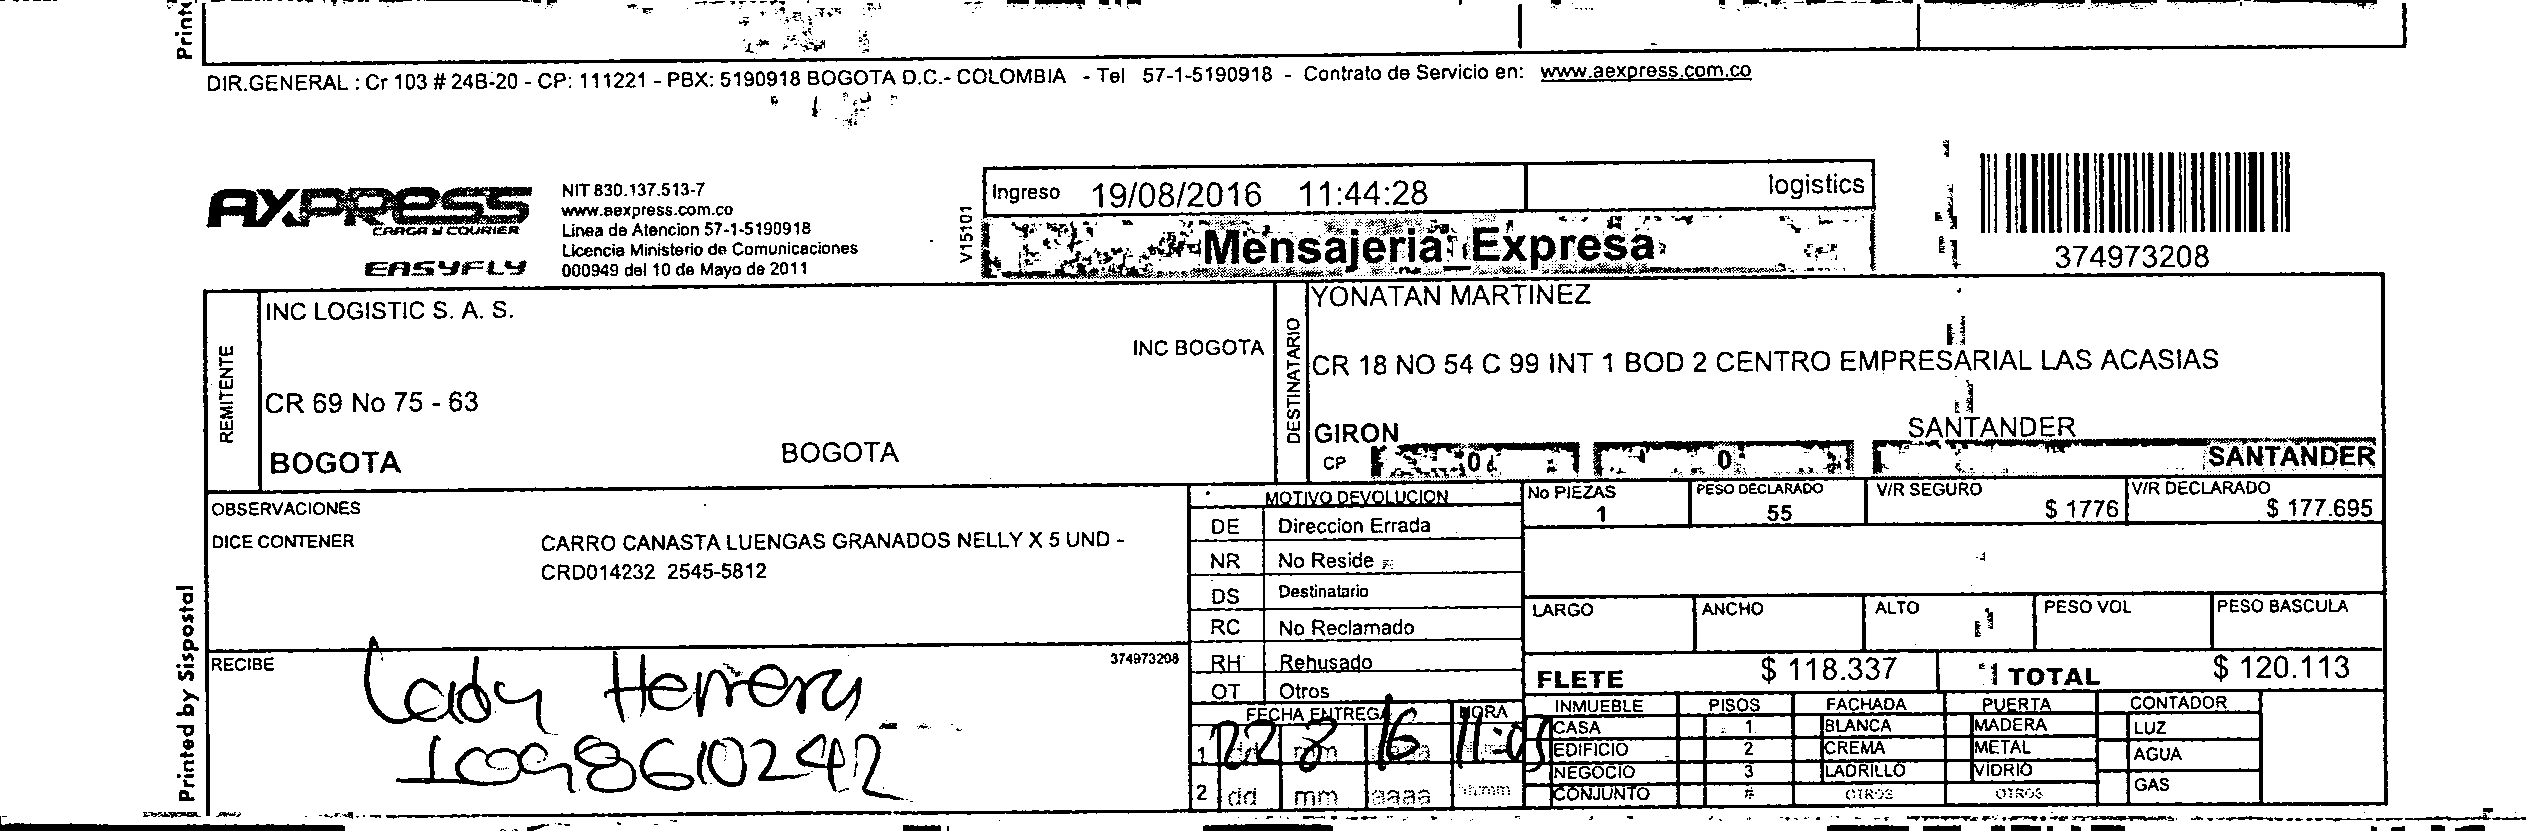 Printe
DIR.GENERAL : Cr 103 # 24B-20 - CP: 111221 - PBX: 5190918 BOGOTA D.C.- COLOMBIA - Tel 57-1-5190918 - Contrato de Servicio en: www.aexpress.com.co
AXPRESS
CARGA Y COURIER
EASYFLY
NIT 830.137.513-7
www.aexpress.com.co
Linea de Atencion 57-1-5190918
Licencia Ministerio de Comunicaciones
000949 del 10 de Mayo de 2011
V15101
Ingreso 19/08/2016 11:44:28 logistics
Mensajeria_Expresa
374973208
REMITENTE
INC LOGISTIC S. A. S.
INC BOGOTA
CR 69 No 75 - 63
BOGOTA BOGOTA
DESTINATARIO
YONATAN MARTINEZ
CR 18 NO 54 C 99 INT 1 BOD 2 CENTRO EMPRESARIAL LAS ACASIAS
GIRON SANTANDER
CP 0 0 SANTANDER
OBSERVACIONES
DICE CONTENER CARRO CANASTA LUENGAS GRANADOS NELLY X 5 UND -
CRD014232 2545-5812
MOTIVO DEVOLUCION
DE Direccion Errada
NR No Reside
DS Destinatario
RC No Reclamado
RH Rehusado
OT Otros
No PIEZAS PESO DECLARADO V/R SEGURO V/R DECLARADO
1 55 $ 1776 $ 177.695
LARGO ANCHO ALTO PESO VOL PESO BASCULA
FLETE $ 118.337 TOTAL $ 120.113
RECIBE 374973208
Lady Herrera
1098610242
FECHA ENTREGA HORA
1 22 8 16 11:05
2 dd mm aaaa hh:mm
INMUEBLE PISOS FACHADA PUERTA CONTADOR
CASA 1 BLANCA MADERA LUZ
EDIFICIO 2 CREMA METAL AGUA
NEGOCIO 3 LADRILLO VIDRIO
CONJUNTO # OTROS OTROS GAS
Printed by Sispostal